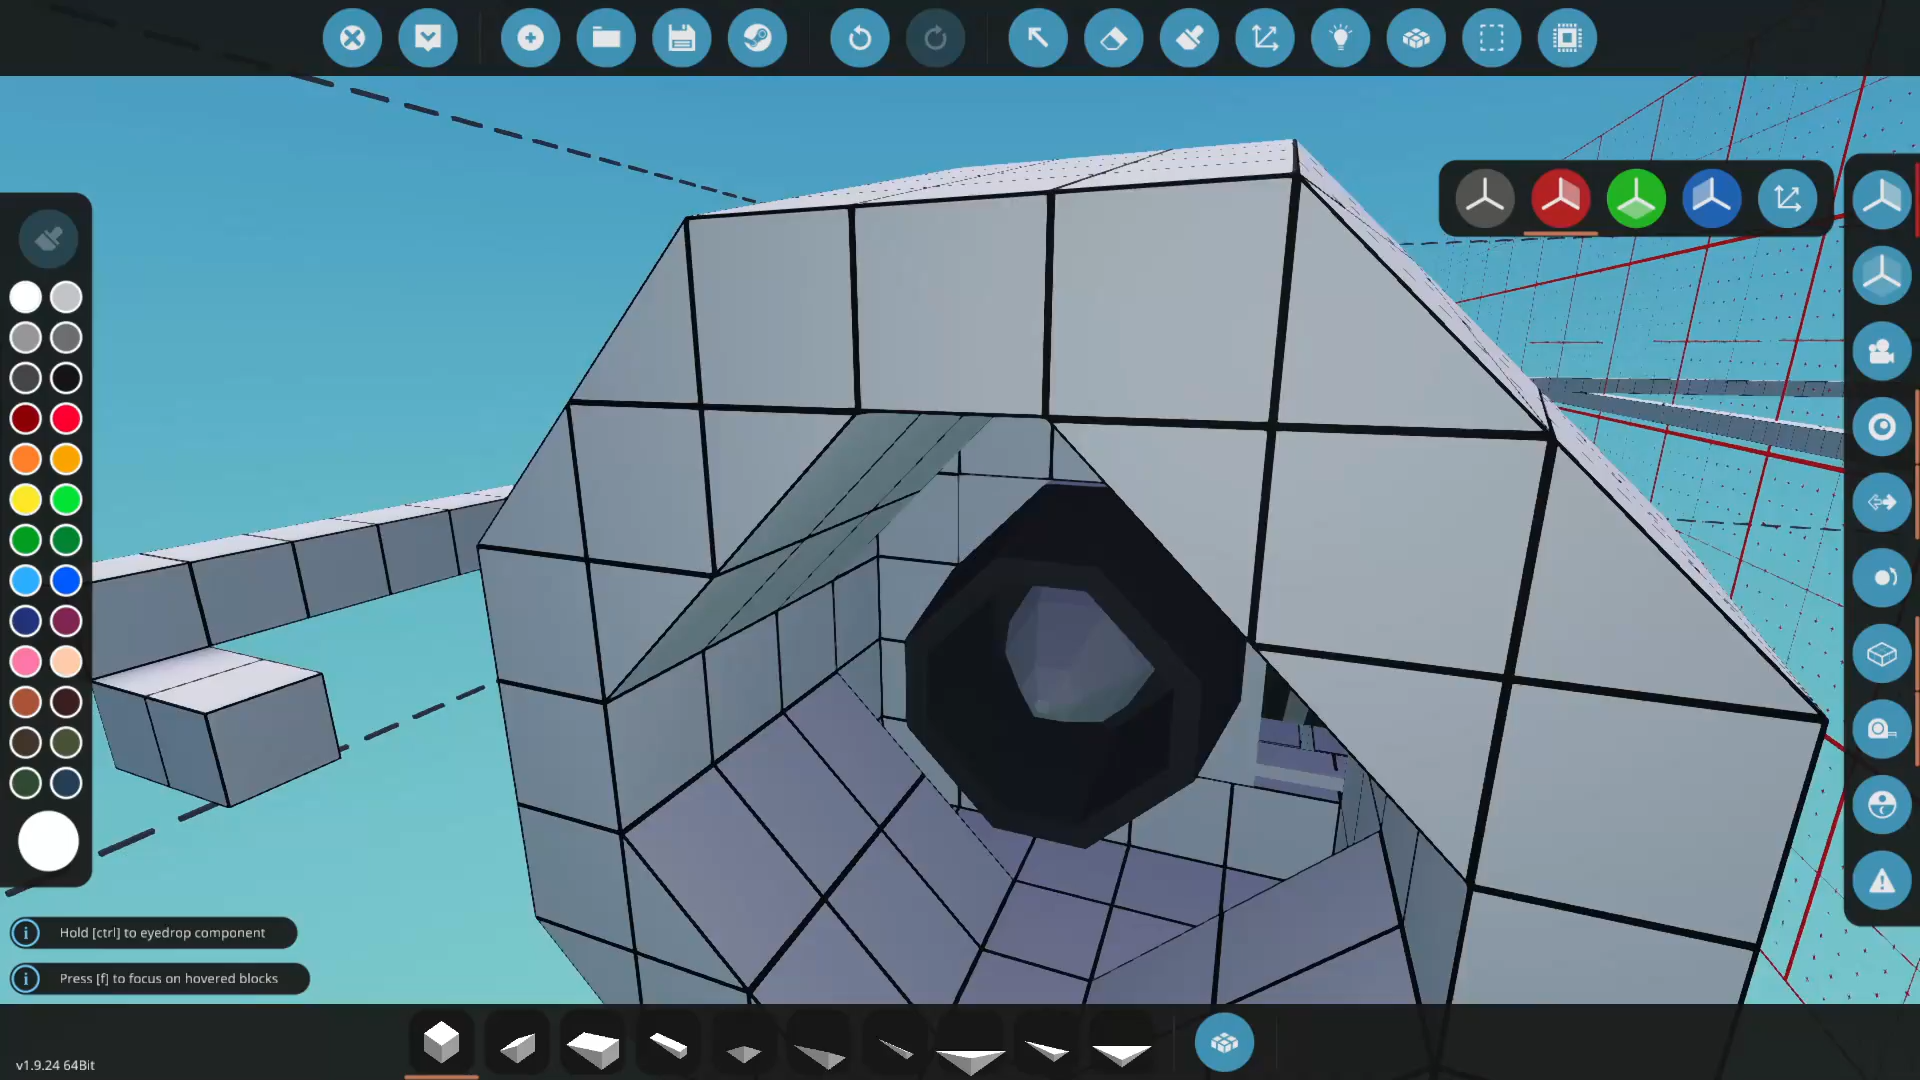 Hold [ctrl] to eyedrop component
Press [f] to focus on hovered blocks
v1.9.24 64Bit